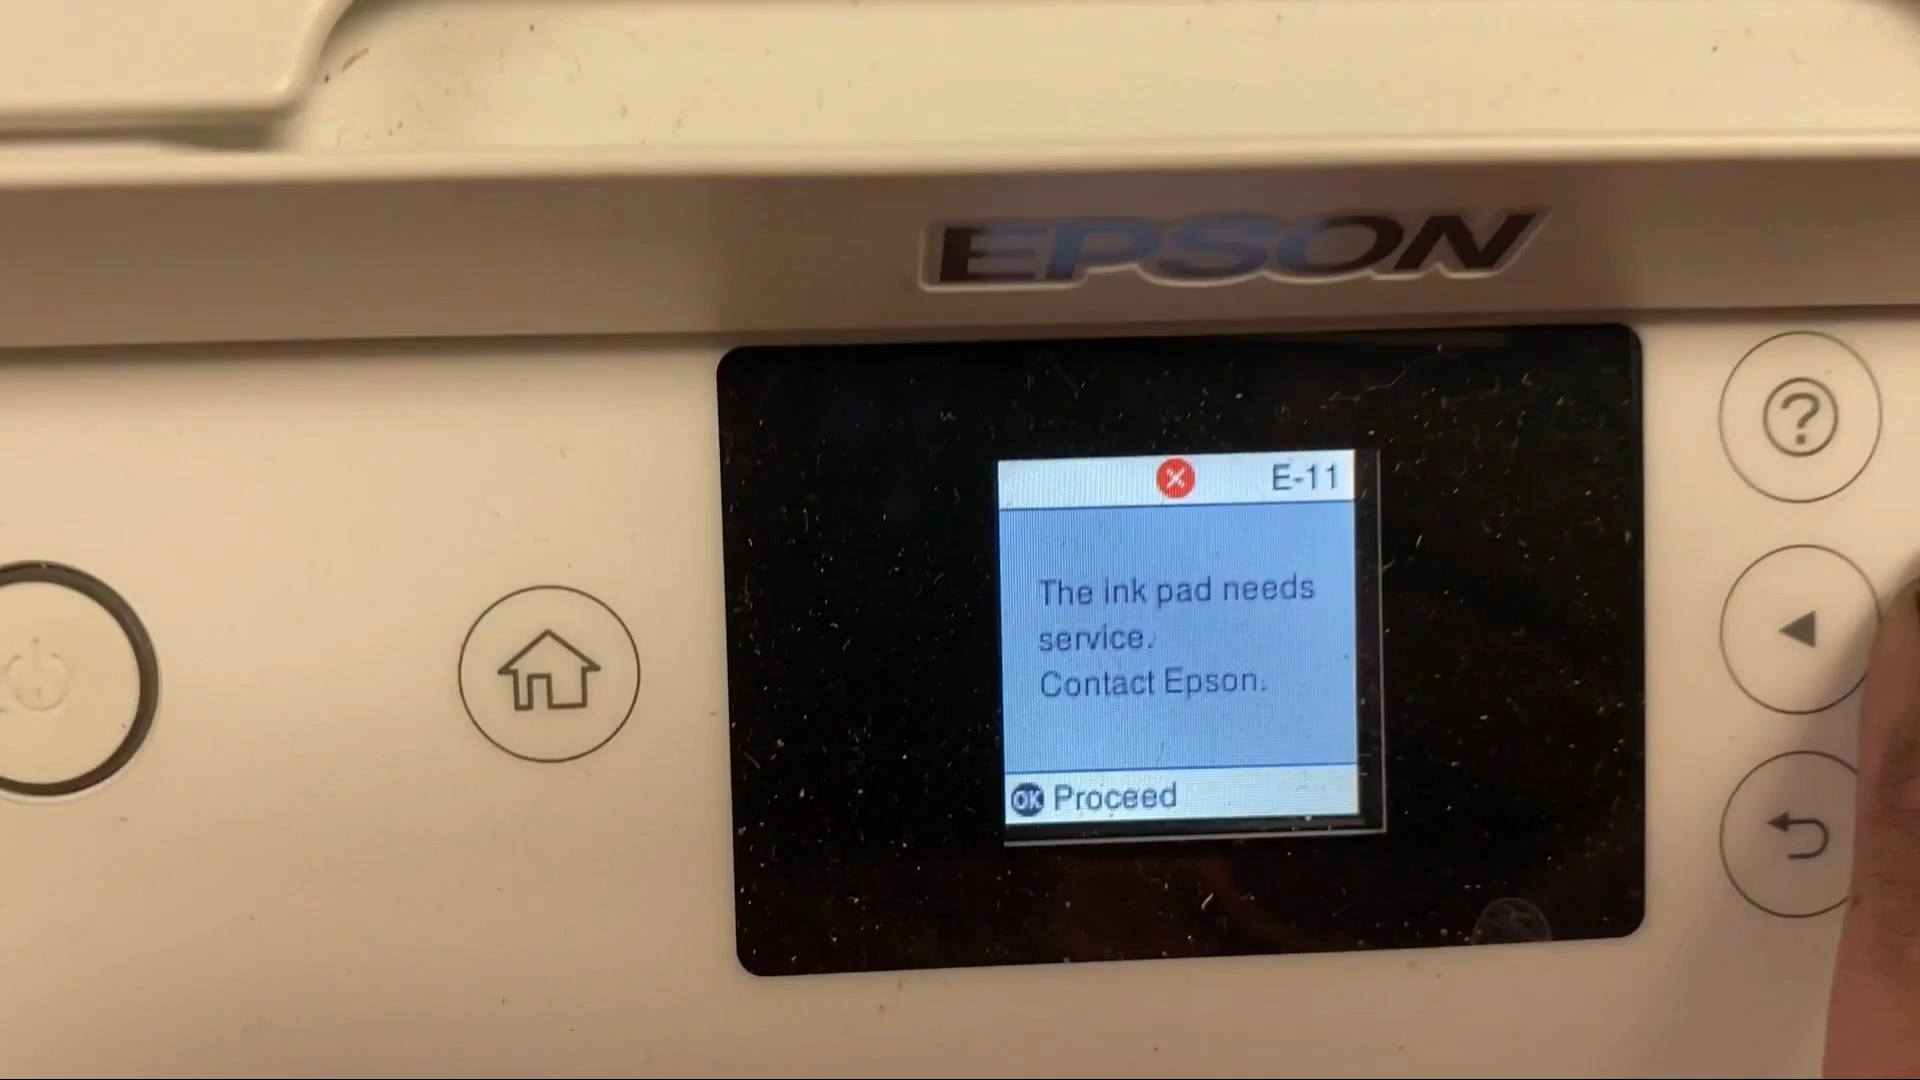 EPSON
E-11
The ink pad needs
service.
Contact Epson.
OK Proceed
?